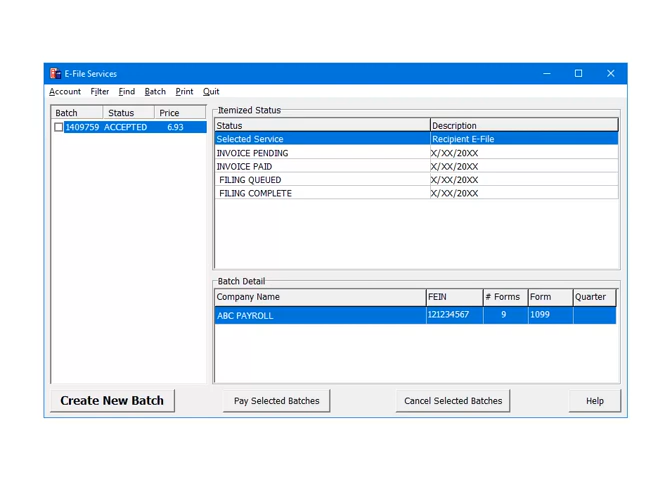 E-File Services
Account Filter Find Batch Print Quit
Batch Status Price
1409759 ACCEPTED 6.93
Itemized Status
Status Description
Selected Service Recipient E-File
INVOICE PENDING X/XX/20XX
INVOICE PAID X/XX/20XX
FILING QUEUED X/XX/20XX
FILING COMPLETE X/XX/20XX
Batch Detail
Company Name FEIN # Forms Form Quarter
ABC PAYROLL 121234567 9 1099
Create New Batch Pay Selected Batches Cancel Selected Batches Help